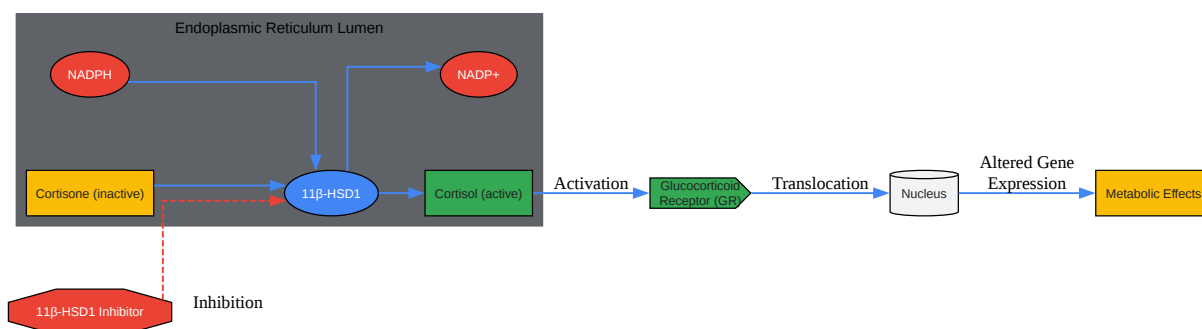 Endoplasmic Reticulum Lumen
NADPH
NADP+
Cortisone (inactive)
11β-HSD1
Cortisol (active)
Activation
Glucocorticoid
Receptor (GR)
Translocation
Nucleus
Altered Gene
Expression
Metabolic Effects
11β-HSD1 Inhibitor
Inhibition